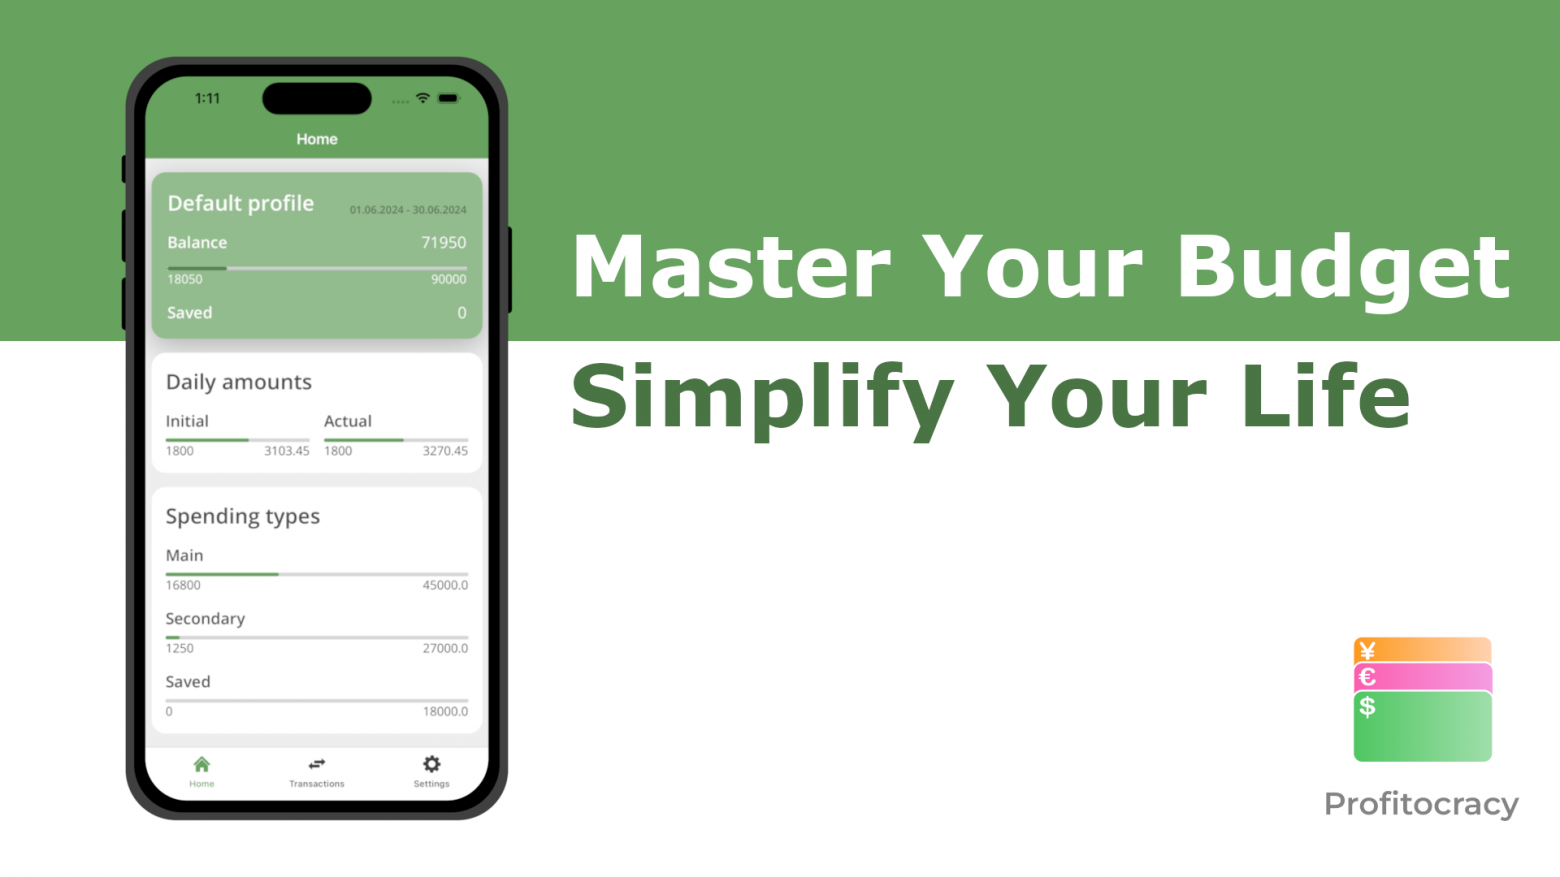 1:11
Home
Default profile 01.06.2024 - 30.06.2024
Balance 71950
18050 90000
Saved 0
Daily amounts
Initial Actual
1800 3103.45 1800 3270.45
Spending types
Main
16800 45000.0
Secondary
1250 27000.0
Saved
0 18000.0
Home Transactions Settings
Master Your Budget
Simplify Your Life
¥
€
$
Profitocracy